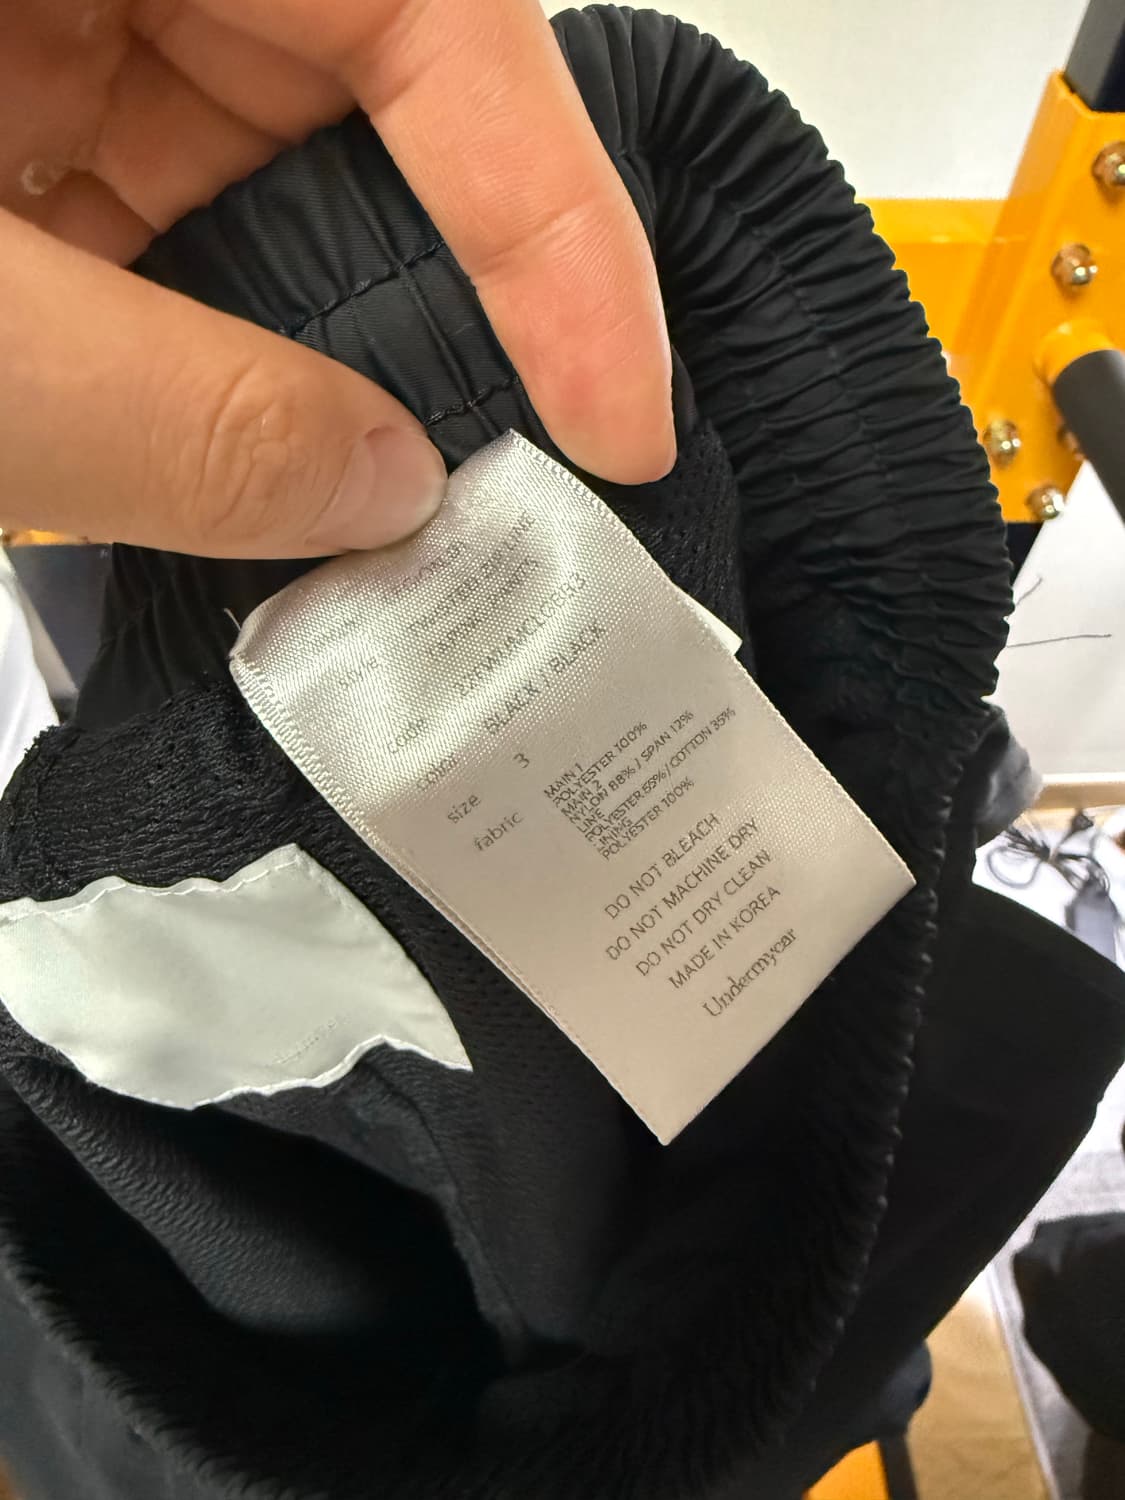 style
code
color BLACK / BLACK
size 3
fabric MAIN 1
POLYESTER 100%
MAIN 2
NYLON 88% / SPAN 12%
LINE
POLYESTER 65% / COTTON 35%
LINING
POLYESTER 100%
DO NOT BLEACH
DO NOT MACHINE DRY
DO NOT DRY CLEAN
MADE IN KOREA
Undermycar